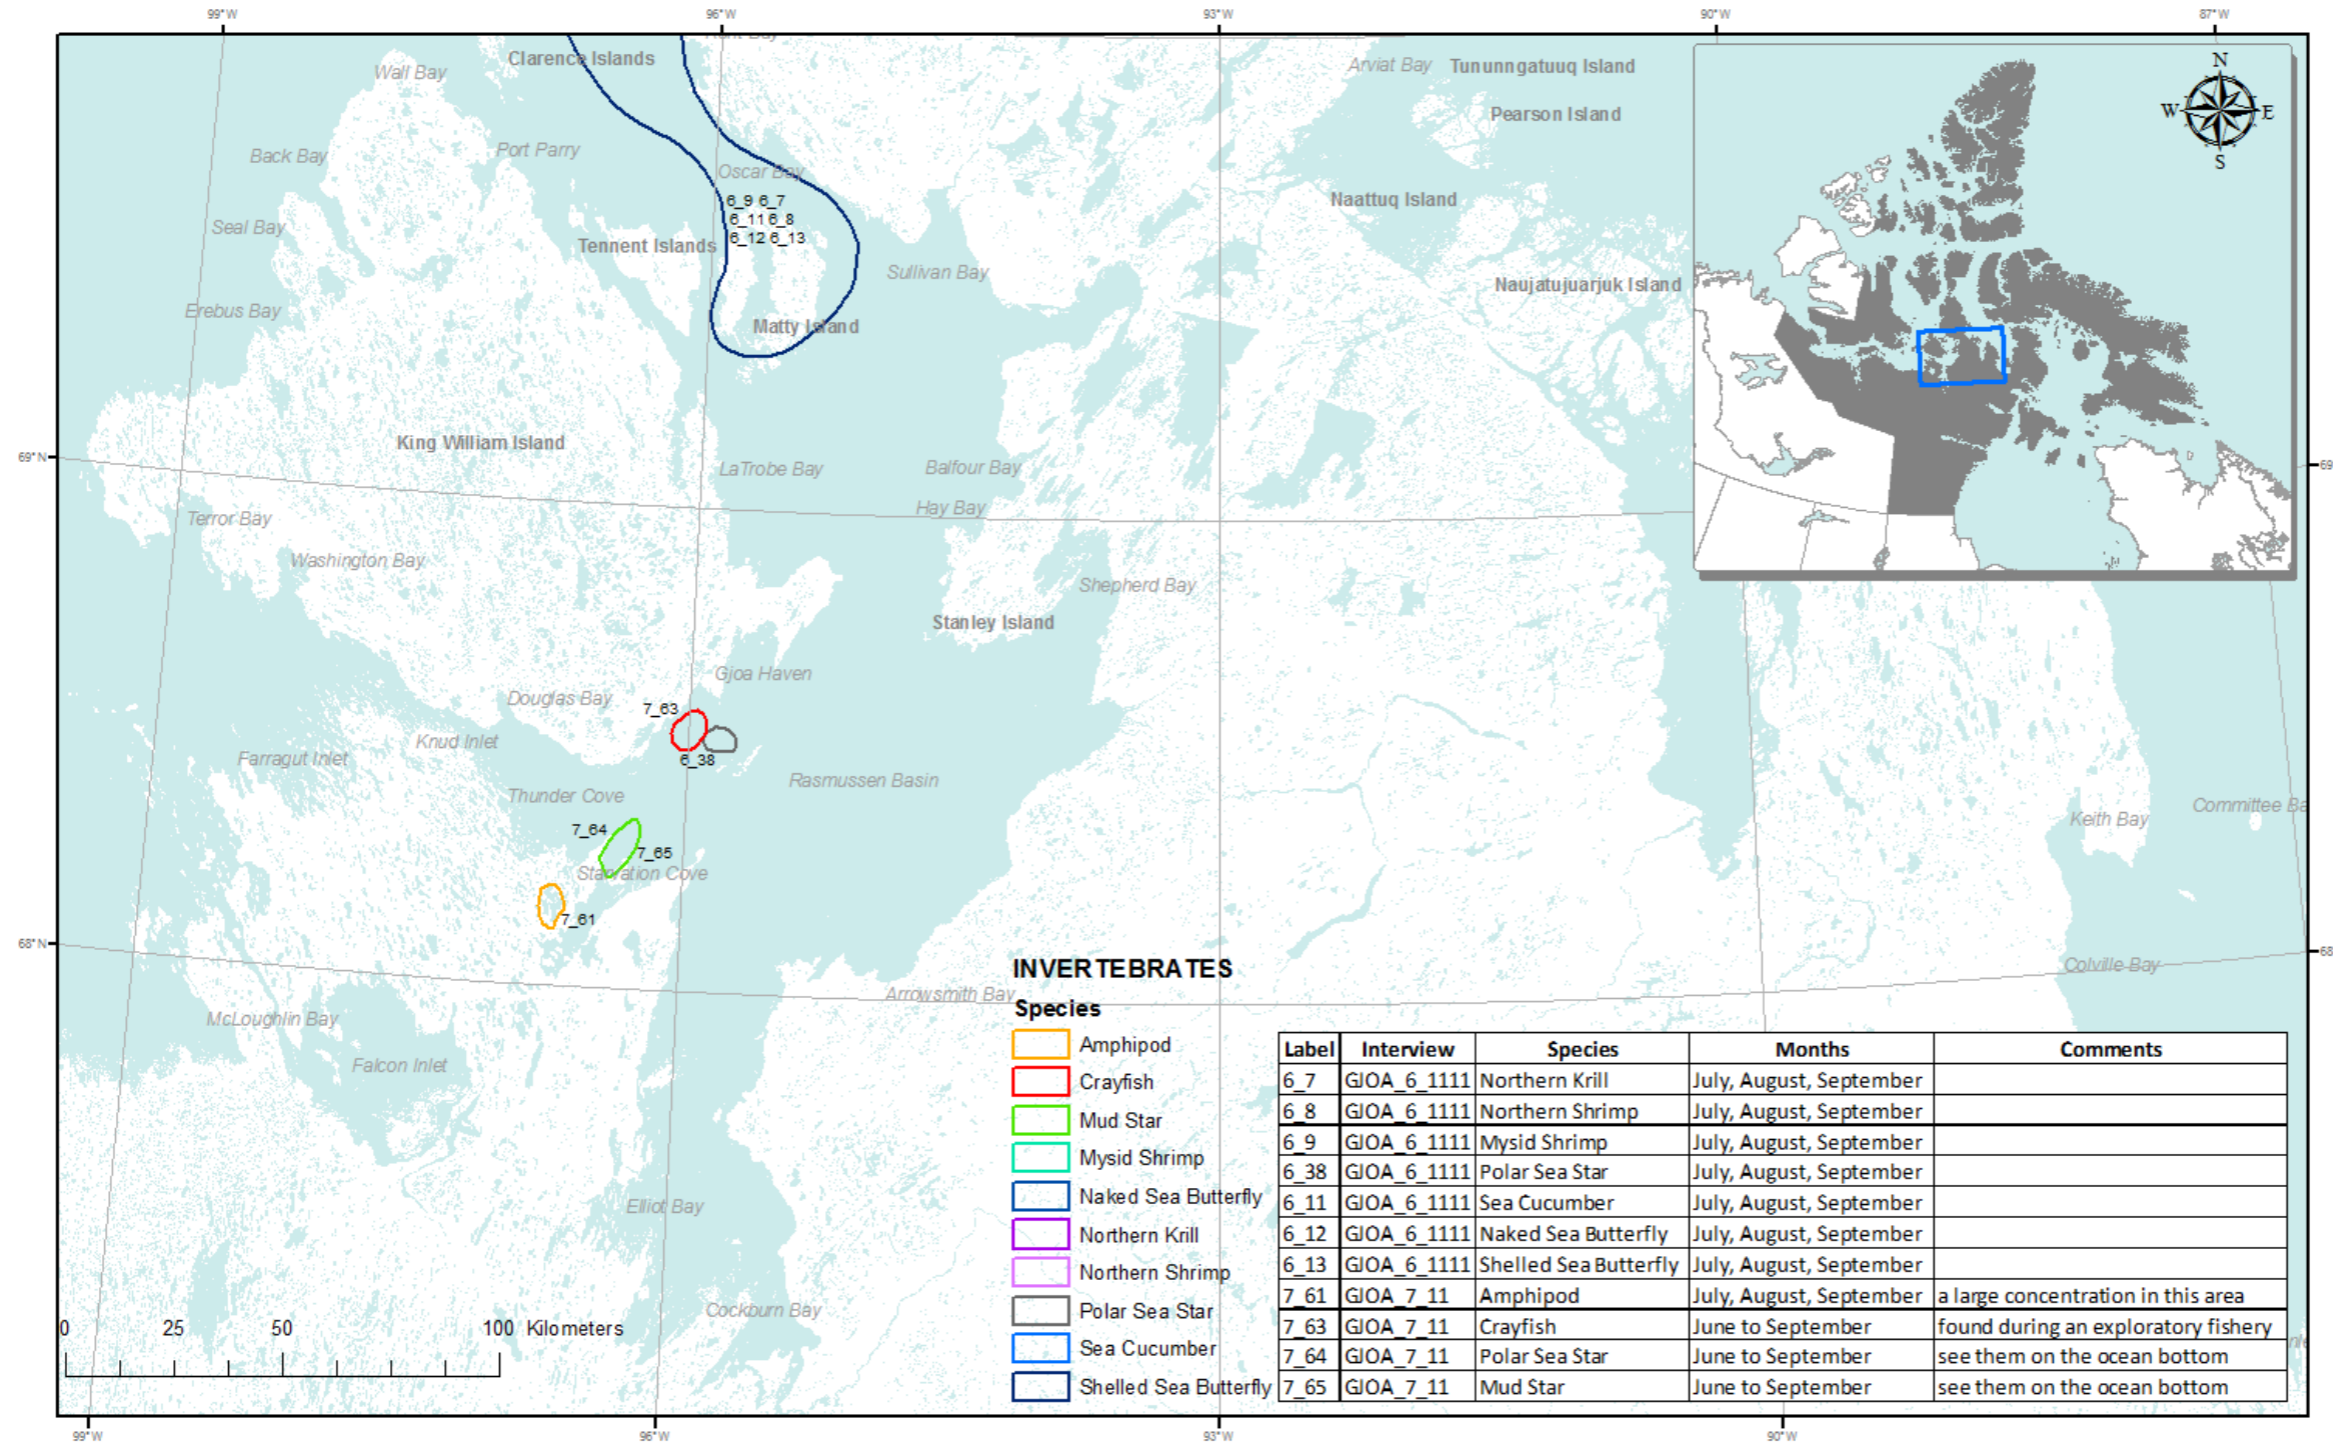 99°W 96°W 93°W 90°W 87°W
Clarence Islands
Wall Bay
Arviat Bay Tununngatuuq Island
Pearson Island
N
W E
S
Back Bay Port Parry
Oscar Bay
Naattuq Island
6_9 6_7
6_11 6_8
6_12 6_13
Seal Bay
Tennent Islands
Sullivan Bay
Naujatujuarjuk Island
Erebus Bay
Matty Island
King William Island
69°N
LaTrobe Bay Balfour Bay
Hay Bay
Terror Bay
Washington Bay
Shepherd Bay
Stanley Island
Gjoa Haven
Douglas Bay
7_63
Knud Inlet
Farragut Inlet
6_38
Rasmussen Basin
Thunder Cove
Committee Ba
Keith Bay
7_64
7_65
Starvation Cove
7_61
68°N
Colville Bay
Arrowsmith Bay
McLoughlin Bay
Falcon Inlet
Elliot Bay
Cockburn Bay
0 25 50 100 Kilometers
INVERTEBRATES
Species
Amphipod
Crayfish
Mud Star
Mysid Shrimp
Naked Sea Butterfly
Northern Krill
Northern Shrimp
Polar Sea Star
Sea Cucumber
Shelled Sea Butterfly
Label Interview Species Months Comments
6_7 GJOA_6_1111 Northern Krill July, August, September
6_8 GJOA_6_1111 Northern Shrimp July, August, September
6_9 GJOA_6_1111 Mysid Shrimp July, August, September
6_38 GJOA_6_1111 Polar Sea Star July, August, September
6_11 GJOA_6_1111 Sea Cucumber July, August, September
6_12 GJOA_6_1111 Naked Sea Butterfly July, August, September
6_13 GJOA_6_1111 Shelled Sea Butterfly July, August, September
7_61 GJOA_7_11 Amphipod July, August, September a large concentration in this area
7_63 GJOA_7_11 Crayfish June to September found during an exploratory fishery
7_64 GJOA_7_11 Polar Sea Star June to September see them on the ocean bottom
7_65 GJOA_7_11 Mud Star June to September see them on the ocean bottom
99°W 96°W 93°W 90°W